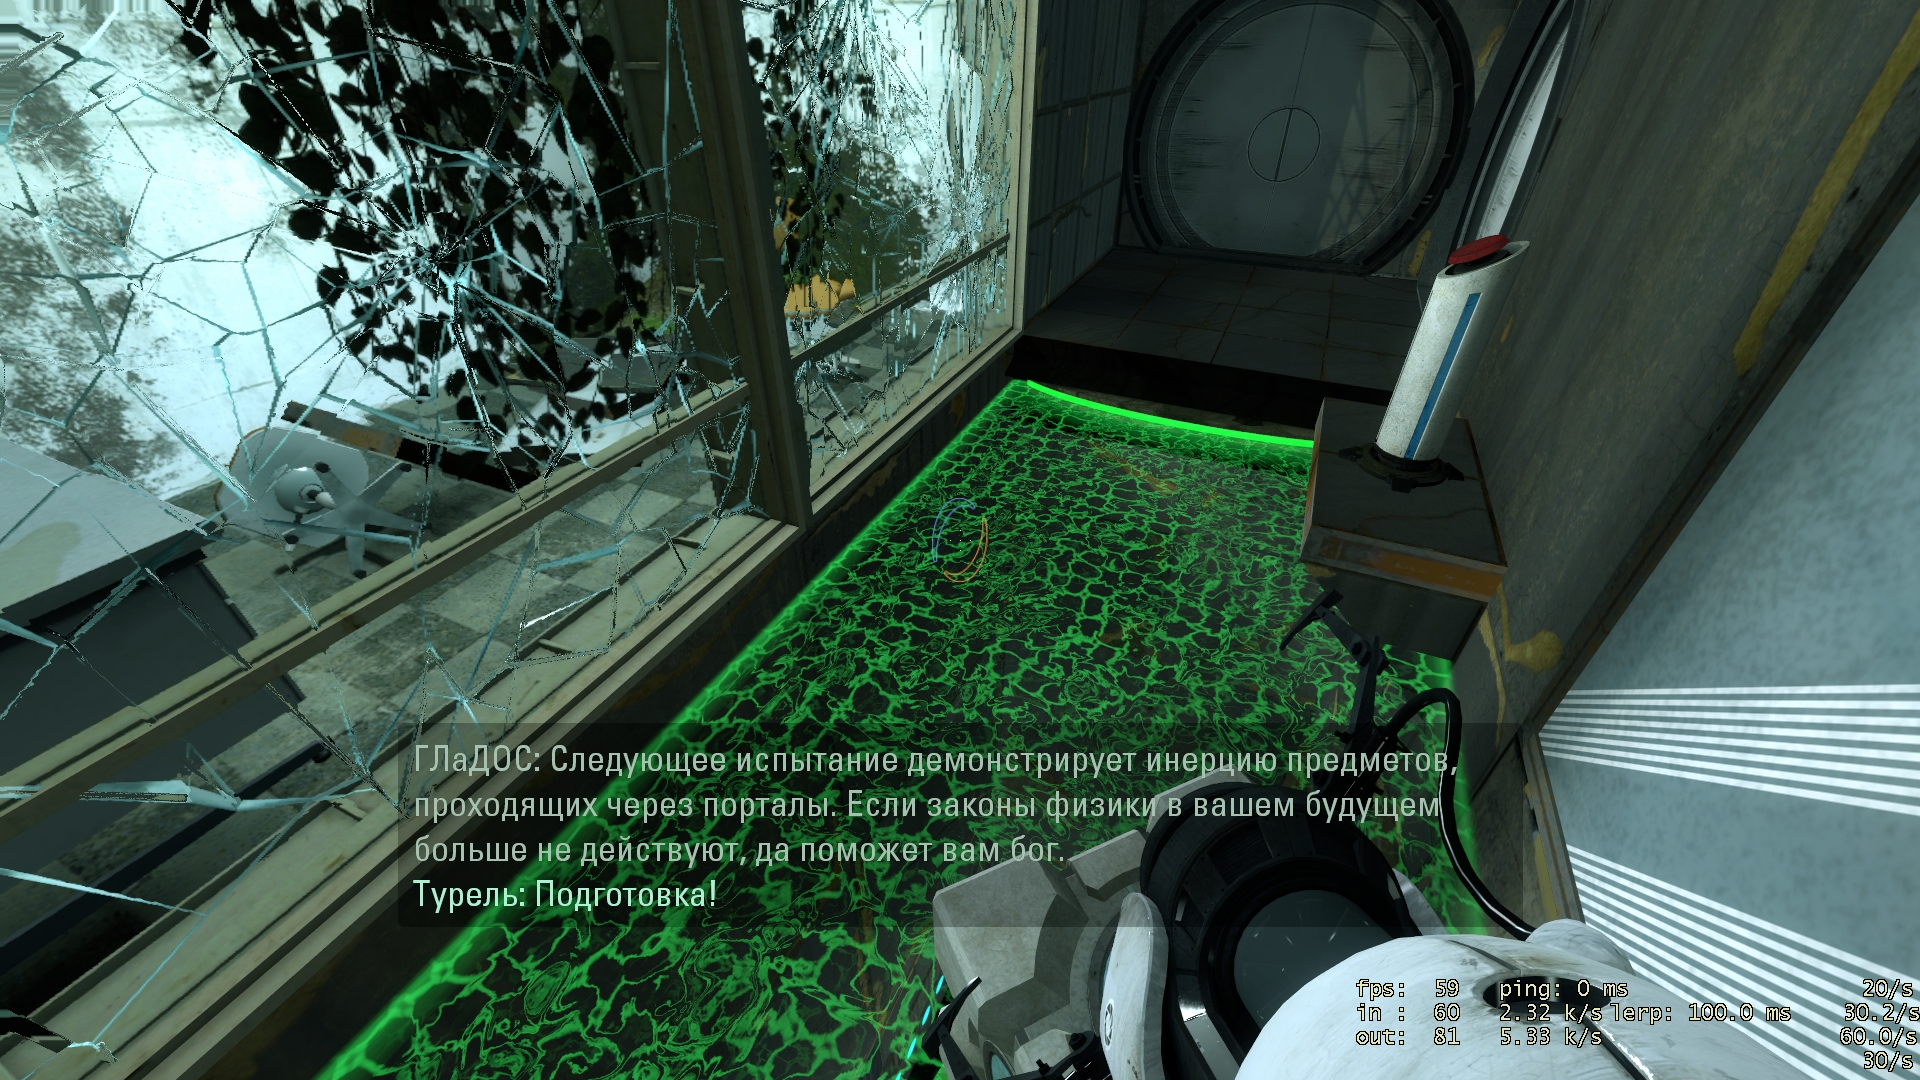 ГЛаДОС: Следующее испытание демонстрирует инерцию предметов,
проходящих через порталы. Если законы физики в вашем будущем
больше не действуют, да поможет вам бог.
Турель: Подготовка!
fps: 59 ping: 0 ms 20/s
in : 60 2.32 k/s lerp: 100.0 ms 30.2/s
out: 81 5.33 k/s 60.0/s
30/s